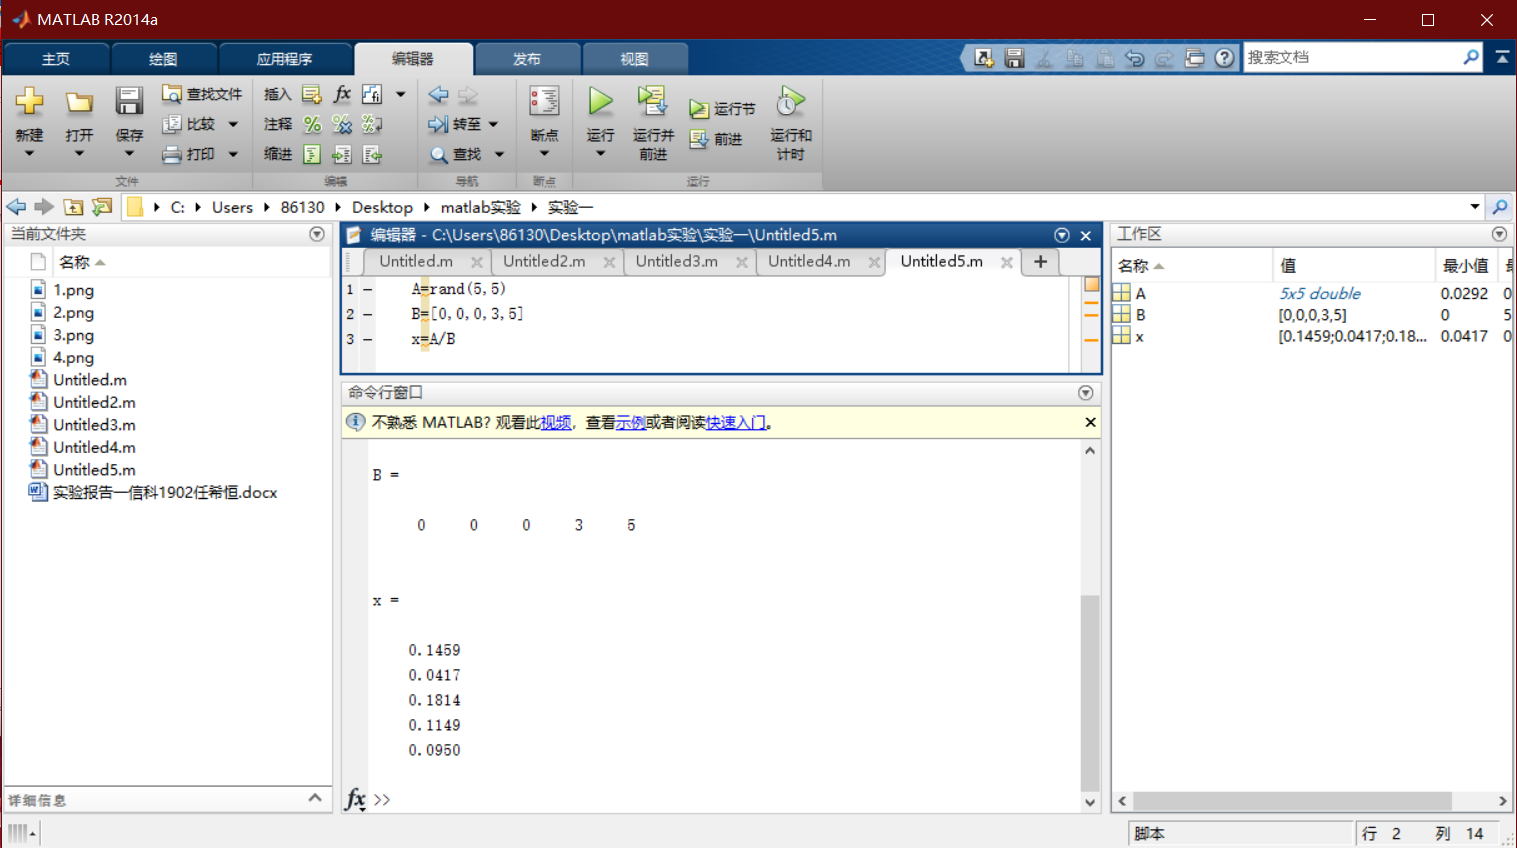 MATLAB R2014a
主页 绘图 应用程序 编辑器 发布 视图 搜索文档
新建 打开 保存 查找文件 比较 打印
插入 fx fi
注释
缩进
转至 查找
断点
运行 运行并前进 运行节 前进 运行和计时
文件 编辑 导航 断点 运行
C: Users 86130 Desktop matlab实验 实验一
当前文件夹
名称
1.png
2.png
3.png
4.png
Untitled.m
Untitled2.m
Untitled3.m
Untitled4.m
Untitled5.m
实验报告一信科1902任希恒.docx
详细信息
编辑器 - C:\Users\86130\Desktop\matlab实验\实验一\Untitled5.m
Untitled.m Untitled2.m Untitled3.m Untitled4.m Untitled5.m +
1 - A=rand(5,5)
2 - B=[0,0,0,3,5]
3 - x=A/B
命令行窗口
不熟悉 MATLAB? 观看此视频，查看示例或者阅读快速入门。
B =
0 0 0 3 5
x =
0.1459
0.0417
0.1814
0.1149
0.0950
fx >>
工作区
名称 值 最小值
A 5x5 double 0.0292 0
B [0,0,0,3,5] 0 5
x [0.1459;0.0417;0.18... 0.0417 0
脚本 行 2 列 14